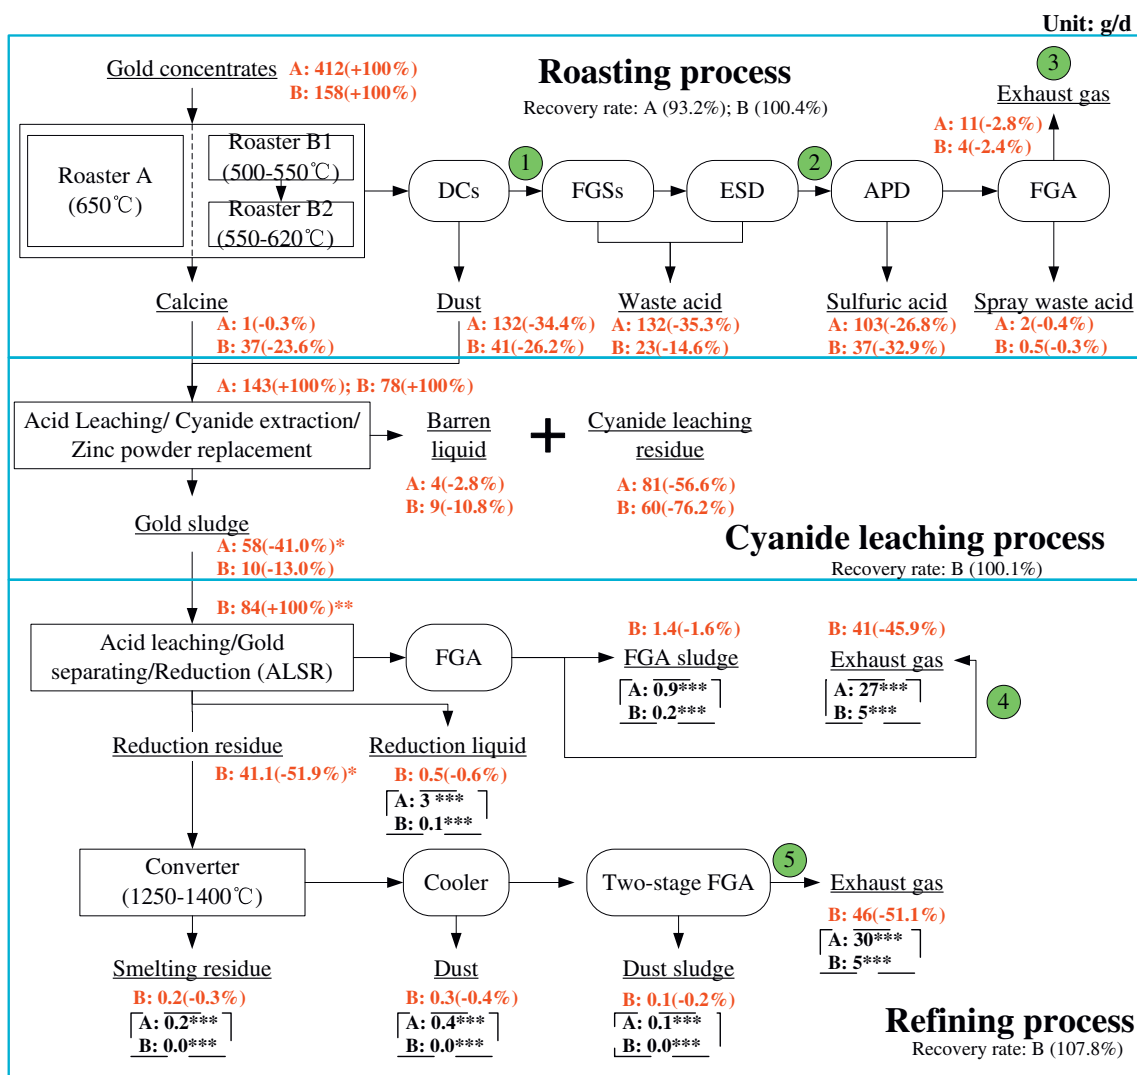 Unit: g/d
Gold concentrates
A: 412(+100%)
B: 158(+100%)
Roasting process
Recovery rate: A (93.2%); B (100.4%)
3
Exhaust gas
A: 11(-2.8%)
B: 4(-2.4%)
Roaster A
(650℃)
Roaster B1
(500-550℃)
Roaster B2
(550-620℃)
DCs
1
FGSs
ESD
2
APD
FGA
Calcine
A: 1(-0.3%)
B: 37(-23.6%)
Dust
A: 132(-34.4%)
B: 41(-26.2%)
Waste acid
A: 132(-35.3%)
B: 23(-14.6%)
Sulfuric acid
A: 103(-26.8%)
B: 37(-32.9%)
Spray waste acid
A: 2(-0.4%)
B: 0.5(-0.3%)
A: 143(+100%); B: 78(+100%)
Acid Leaching/ Cyanide extraction/
Zinc powder replacement
Barren
liquid
A: 4(-2.8%)
B: 9(-10.8%)
+
Cyanide leaching
residue
A: 81(-56.6%)
B: 60(-76.2%)
Gold sludge
A: 58(-41.0%)*
B: 10(-13.0%)
Cyanide leaching process
Recovery rate: B (100.1%)
B: 84(+100%)**
Acid leaching/Gold
separating/Reduction (ALSR)
FGA
B: 1.4(-1.6%)
FGA sludge
A: 0.9***
B: 0.2***
B: 41(-45.9%)
Exhaust gas
A: 27***
B: 5***
4
Reduction residue
B: 41.1(-51.9%)*
Reduction liquid
B: 0.5(-0.6%)
A: 3 ***
B: 0.1***
Converter
(1250-1400℃)
Cooler
Two-stage FGA
5
Exhaust gas
B: 46(-51.1%)
A: 30***
B: 5***
Smelting residue
B: 0.2(-0.3%)
A: 0.2***
B: 0.0***
Dust
B: 0.3(-0.4%)
A: 0.4***
B: 0.0***
Dust sludge
B: 0.1(-0.2%)
A: 0.1***
B: 0.0***
Refining process
Recovery rate: B (107.8%)